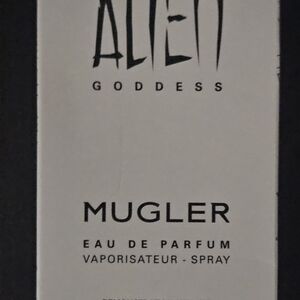 ALIEN
GODDESS
MUGLER
EAU DE PARFUM
VAPORISATEUR - SPRAY